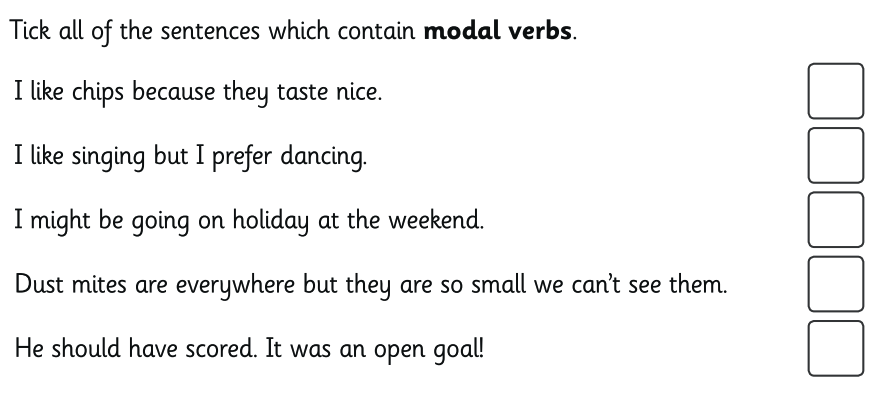 Tick all of the sentences which contain modal verbs.
I like chips because they taste nice.
I like singing but I prefer dancing.
I might be going on holiday at the weekend.
Dust mites are everywhere but they are so small we can’t see them.
He should have scored. It was an open goal!